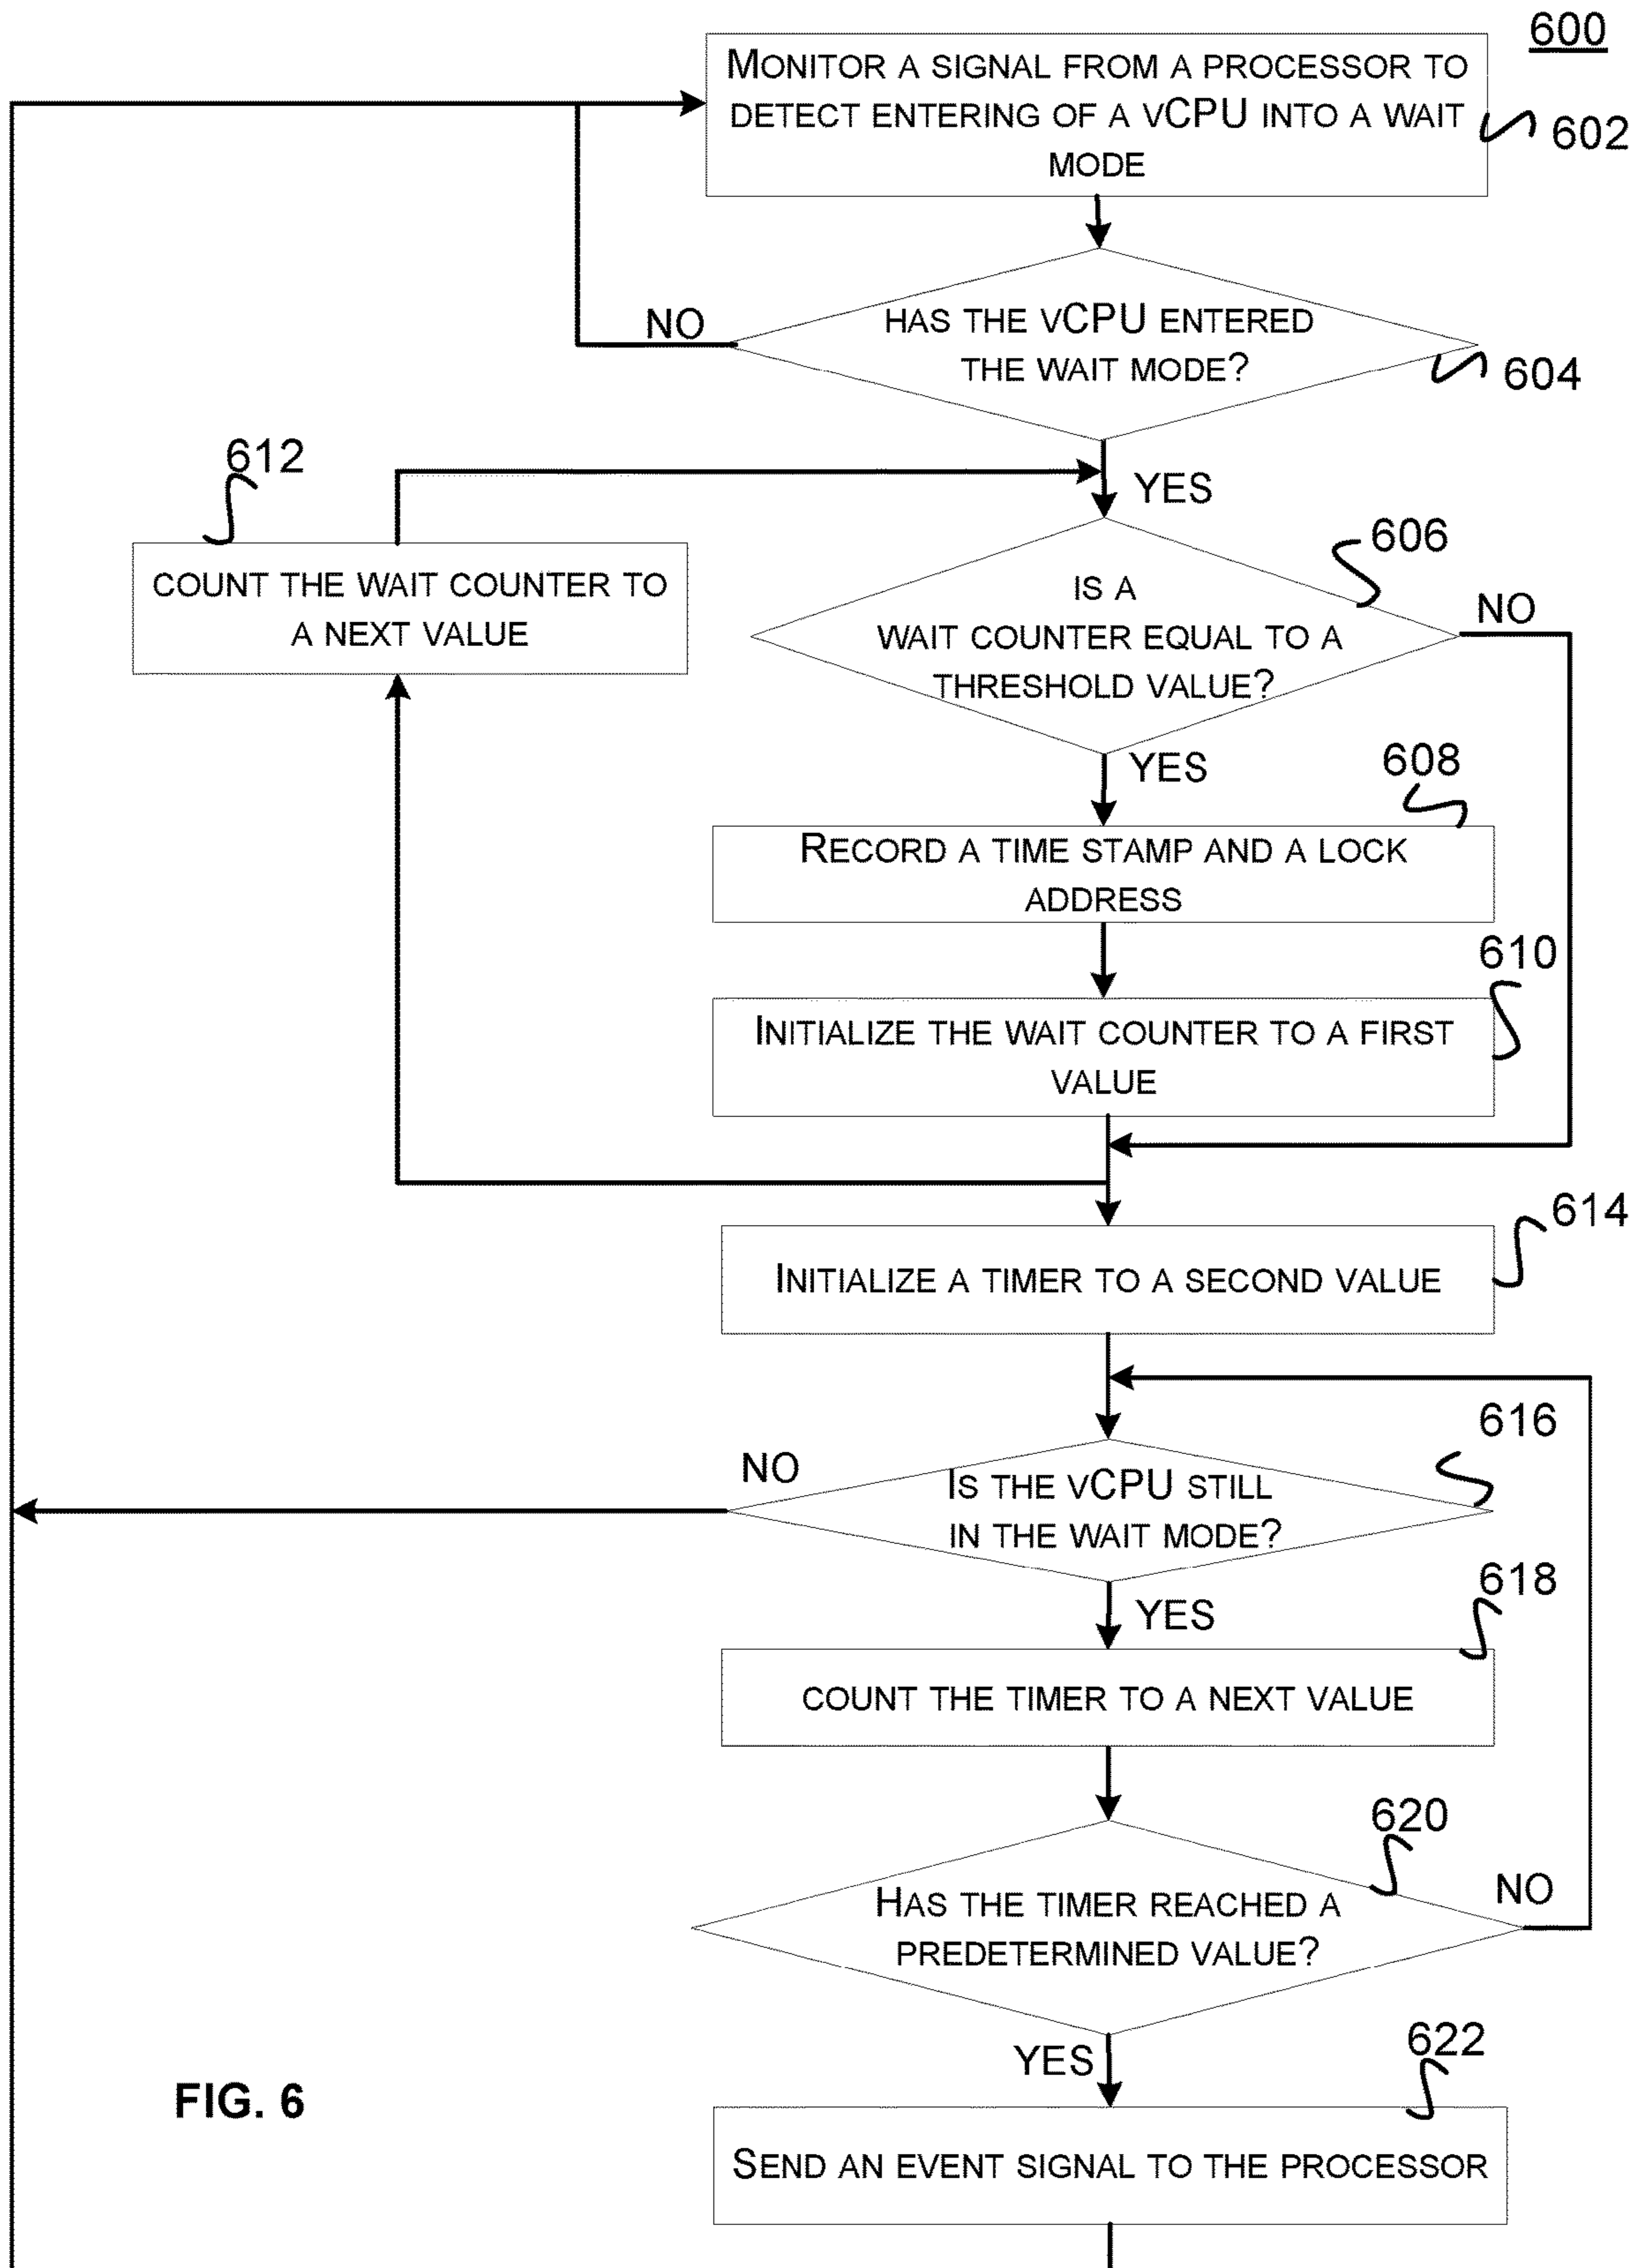 600
MONITOR A SIGNAL FROM A PROCESSOR TO
DETECT ENTERING OF A VCPU INTO A WAIT
MODE
602
NO
HAS THE VCPU ENTERED
THE WAIT MODE?
604
612
YES
606
COUNT THE WAIT COUNTER TO
A NEXT VALUE
IS A
WAIT COUNTER EQUAL TO A
THRESHOLD VALUE?
NO
YES
608
RECORD A TIME STAMP AND A LOCK
ADDRESS
610
INITIALIZE THE WAIT COUNTER TO A FIRST
VALUE
614
INITIALIZE A TIMER TO A SECOND VALUE
616
NO
IS THE VCPU STILL
IN THE WAIT MODE?
618
YES
COUNT THE TIMER TO A NEXT VALUE
620
HAS THE TIMER REACHED A
PREDETERMINED VALUE?
NO
YES
622
FIG. 6
SEND AN EVENT SIGNAL TO THE PROCESSOR